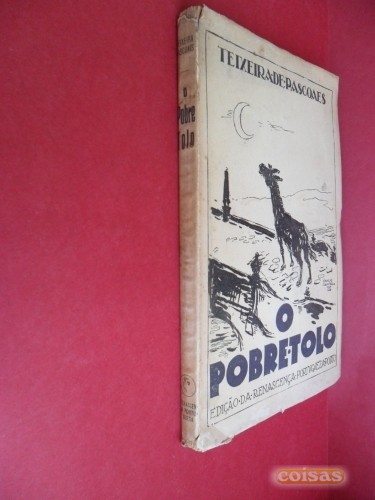 TEIXEIRA·DE·PASCOAES
O
POBRE·TOLO
EDIÇÃO·DA·RENASCENÇA·PORTUGUESA
O
Pobre
Tolo
coisas